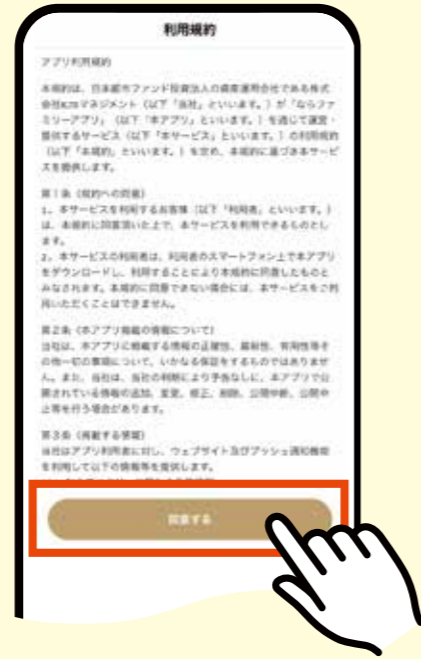 利用規約
アプリ利用規約
本規約は、日本都市ファンド投資法人の資産運用会社である株式
会社KJRマネジメント（以下「当社」といいます。）が「ならファ
ミリーアプリ」（以下「本アプリ」といいます。）を通じて運営・
提供するサービス（以下「本サービス」といいます。）の利用規約
（以下「本規約」といいます。）を定め、本規約に基づき本サービ
スを提供します。
第1条（規約への同意）
1、本サービスを利用するお客様（以下「利用者」といいます。）
は、本規約に同意頂いた上で、本サービスを利用できるものとし
ます。
2、本サービスの利用者は、利用者のスマートフォン上で本アプリ
をダウンロードし、利用することにより本規約に同意したものと
みなされます。本規約に同意できない場合には、本サービスをご利
用いただくことはできません。
第2条（本アプリ掲載の情報について）
当社は、本アプリに掲載する情報の正確性、最新性、有用性等そ
の他一切の事項について、いかなる保証をするものではありませ
ん。また、当社は、当社の判断により予告なしに、本アプリで公
開されている情報の追加、変更、修正、削除、公開中断、公開中
止等を行う場合があります。
第3条（掲載する情報）
当社はアプリ利用者に対し、ウェブサイト及びプッシュ通知機能
を利用して以下の情報等を提供します。
同意する